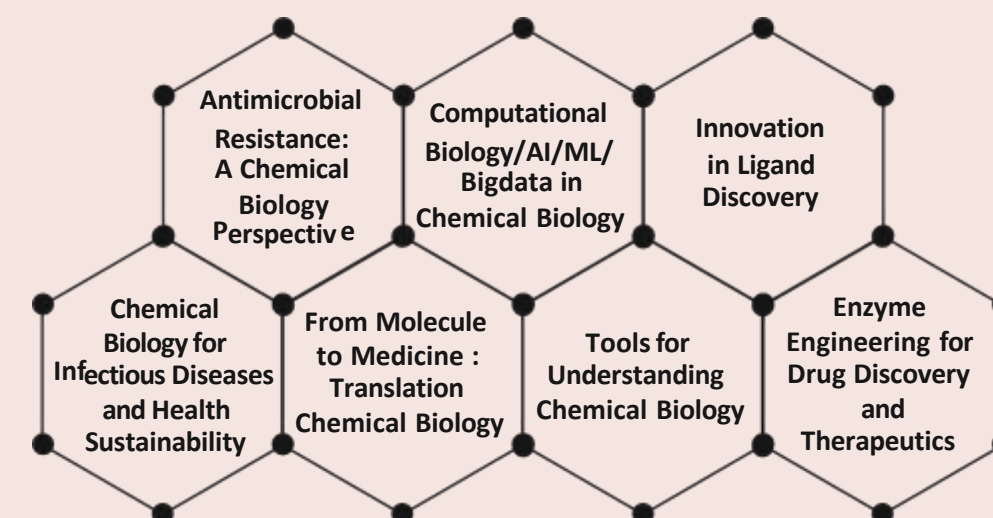 Antimicrobial
Resistance:
A Chemical
Biology
Perspective
Computational
Biology/AI/ML/
Bigdata in
Chemical Biology
Innovation
in Ligand
Discovery
Chemical
Biology for
Infectious Diseases
and Health
Sustainability
From Molecule
to Medicine :
Translation
Chemical Biology
Tools for
Understanding
Chemical Biology
Enzyme
Engineering for
Drug Discovery
and
Therapeutics